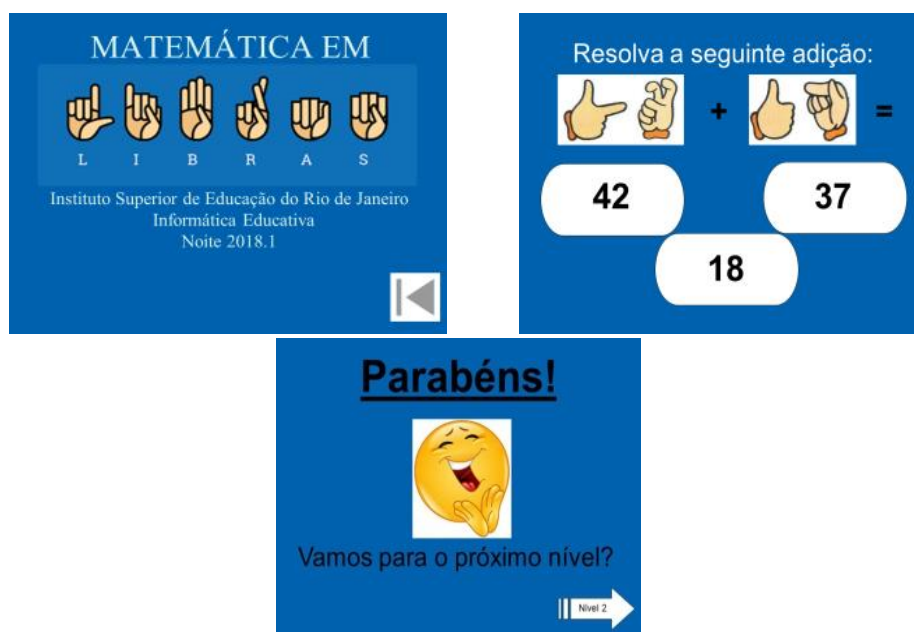 MATEMÁTICA EM
L I B R A S
Instituto Superior de Educação do Rio de Janeiro
Informática Educativa
Noite 2018.1
Resolva a seguinte adição:
+ =
42 37
18
Parabéns!
Vamos para o próximo nível?
Nível 2